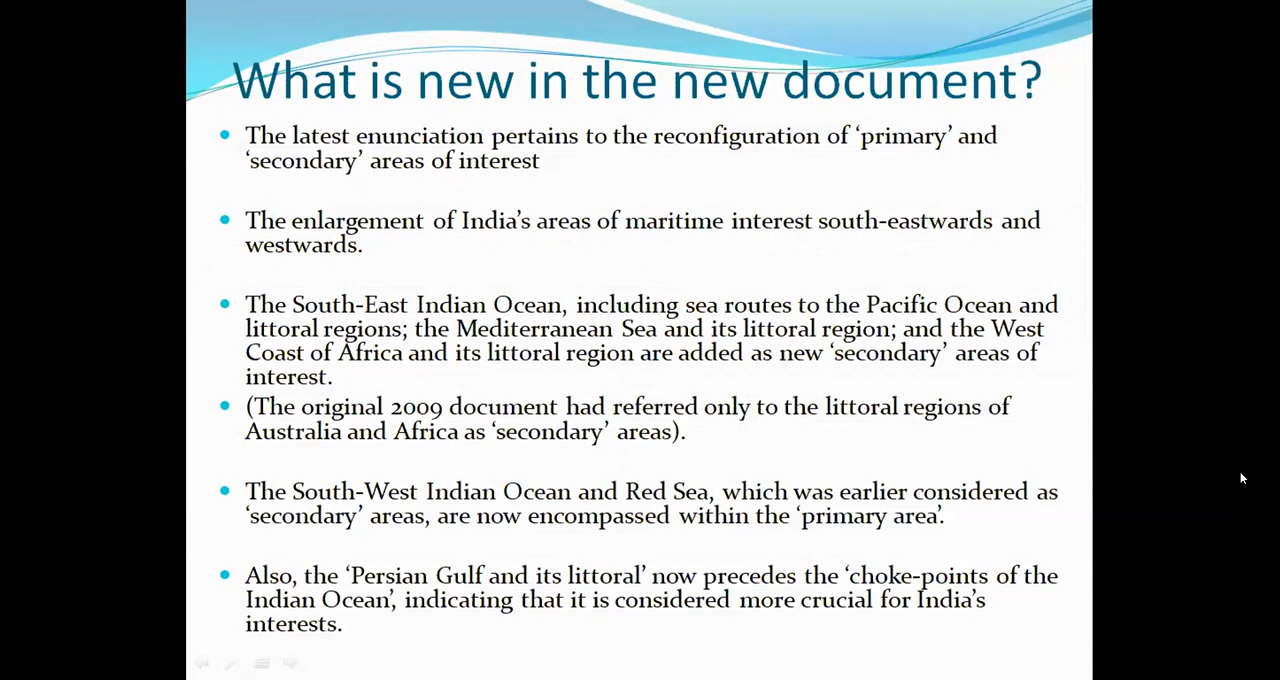 What is new in the new document?
• The latest enunciation pertains to the reconfiguration of ‘primary’ and
‘secondary’ areas of interest
• The enlargement of India’s areas of maritime interest south-eastwards and
westwards.
• The South-East Indian Ocean, including sea routes to the Pacific Ocean and
littoral regions; the Mediterranean Sea and its littoral region; and the West
Coast of Africa and its littoral region are added as new ‘secondary’ areas of
interest.
• (The original 2009 document had referred only to the littoral regions of
Australia and Africa as ‘secondary’ areas).
• The South-West Indian Ocean and Red Sea, which was earlier considered as
‘secondary’ areas, are now encompassed within the ‘primary area’.
• Also, the ‘Persian Gulf and its littoral’ now precedes the ‘choke-points of the
Indian Ocean’, indicating that it is considered more crucial for India’s
interests.